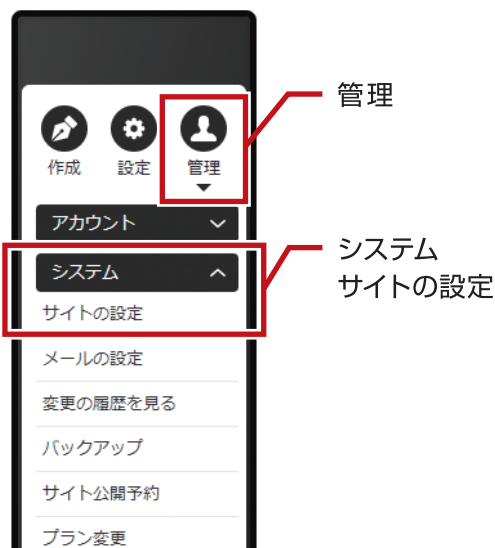 作成
設定
管理
管理
アカウント
システム
サイトの設定
システム
サイトの設定
メールの設定
変更の履歴を見る
バックアップ
サイト公開予約
プラン変更